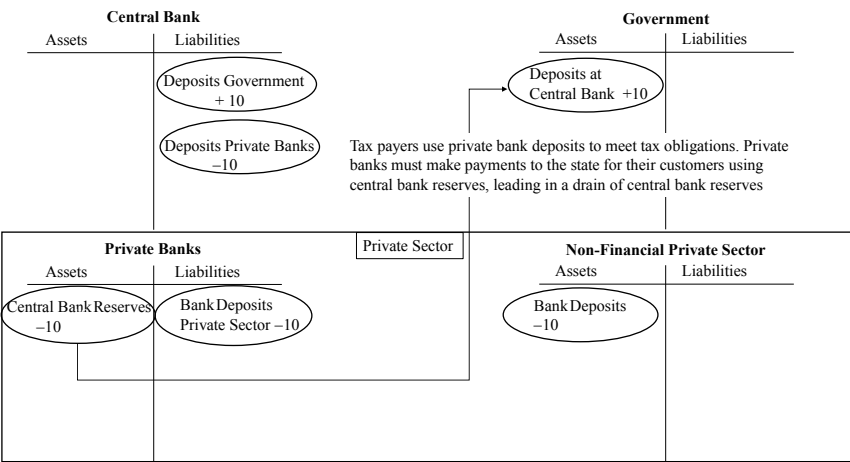 Central Bank
Assets
Liabilities
Deposits Government
+ 10
Deposits Private Banks
–10
Government
Assets
Liabilities
Deposits at
Central Bank +10
Tax payers use private bank deposits to meet tax obligations. Private
banks must make payments to the state for their customers using
central bank reserves, leading in a drain of central bank reserves
Private Sector
Private Banks
Assets
Liabilities
Central Bank Reserves
–10
Bank Deposits
Private Sector –10
Non-Financial Private Sector
Assets
Liabilities
Bank Deposits
–10